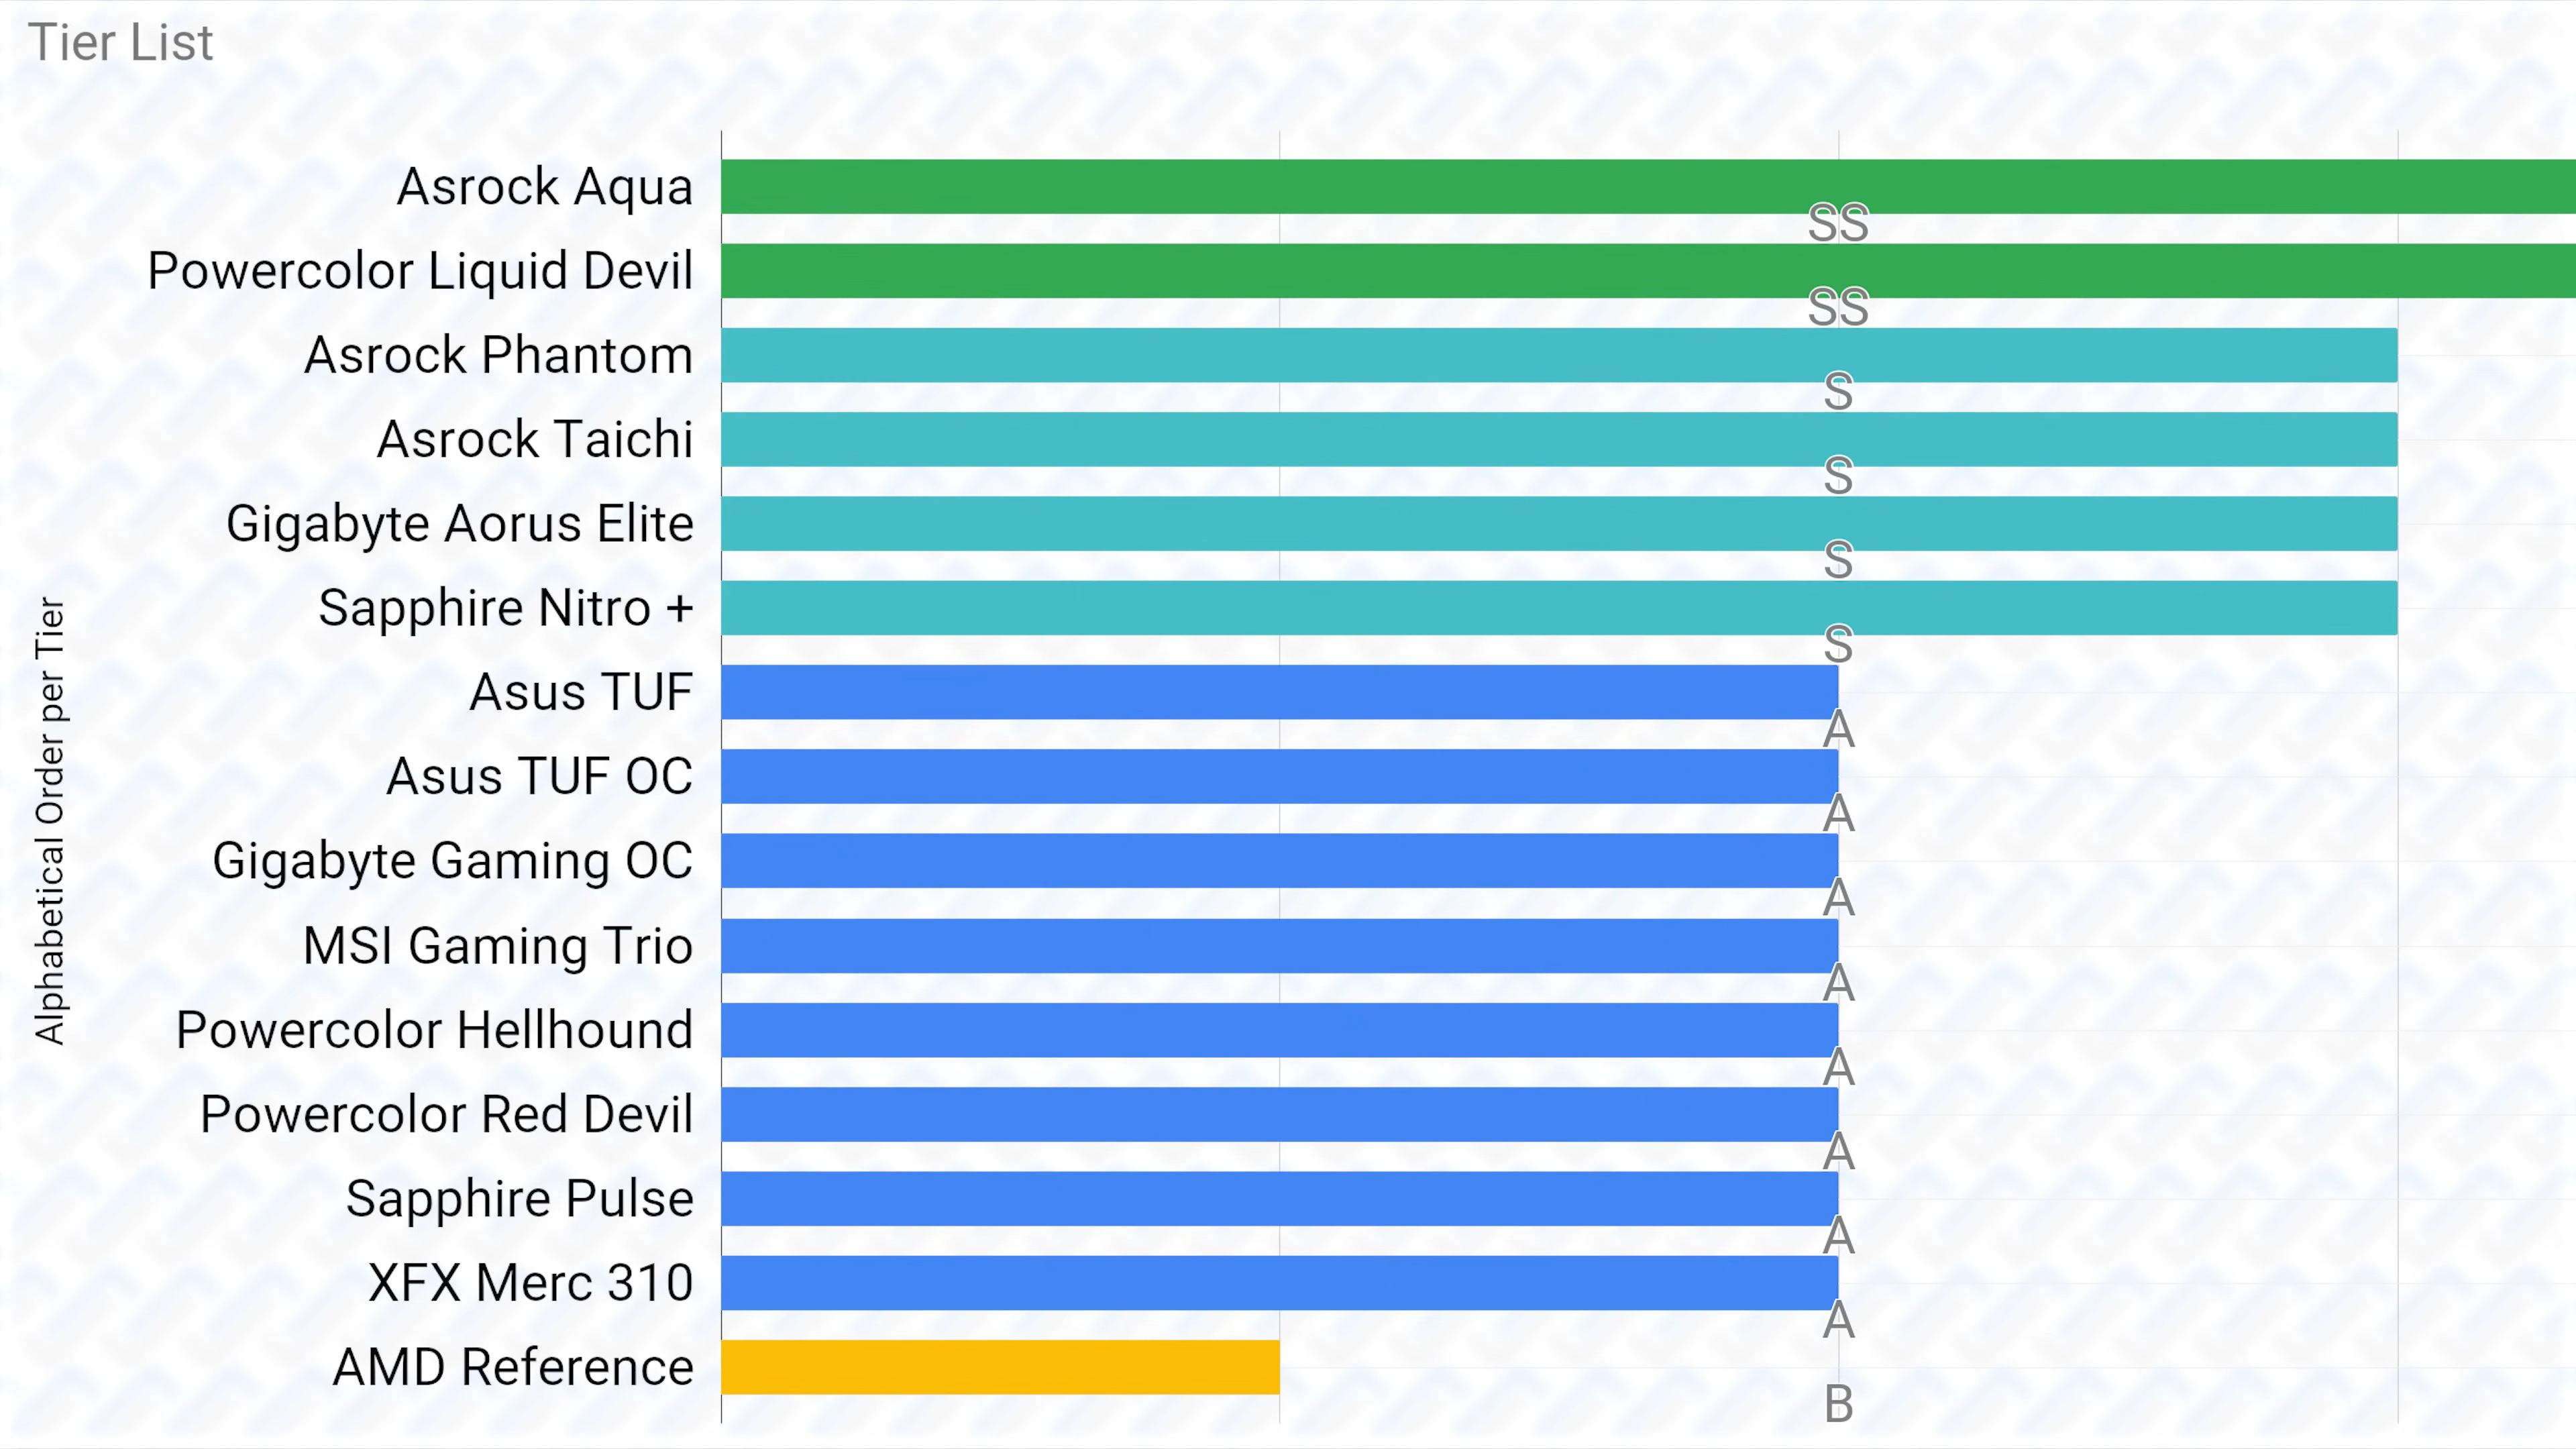 Tier List
Alphabetical Order per Tier
Asrock Aqua
SS
Powercolor Liquid Devil
SS
Asrock Phantom
S
Asrock Taichi
S
Gigabyte Aorus Elite
S
Sapphire Nitro +
S
Asus TUF
A
Asus TUF OC
A
Gigabyte Gaming OC
A
MSI Gaming Trio
A
Powercolor Hellhound
A
Powercolor Red Devil
A
Sapphire Pulse
A
XFX Merc 310
A
AMD Reference
B